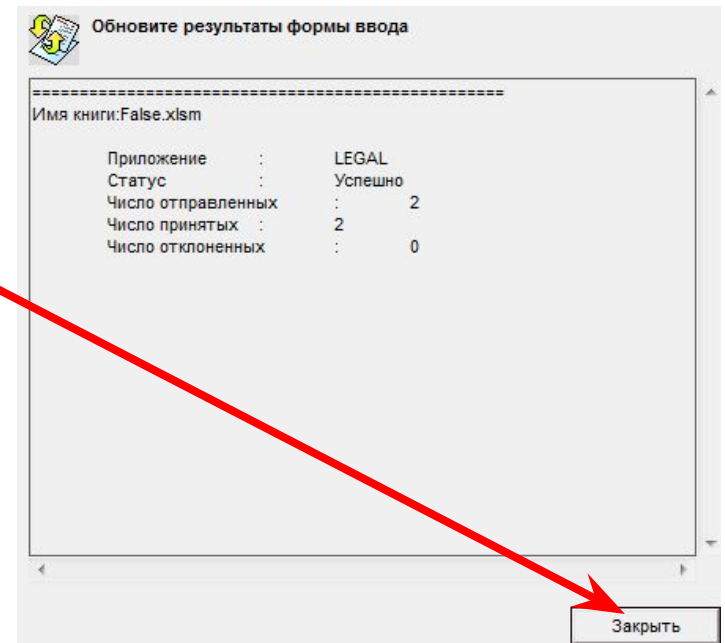 Обновите результаты формы ввода
==================================================
Имя книги:False.xlsm
Приложение : LEGAL
Статус : Успешно
Число отправленных : 2
Число принятых : 2
Число отклоненных : 0
Закрыть